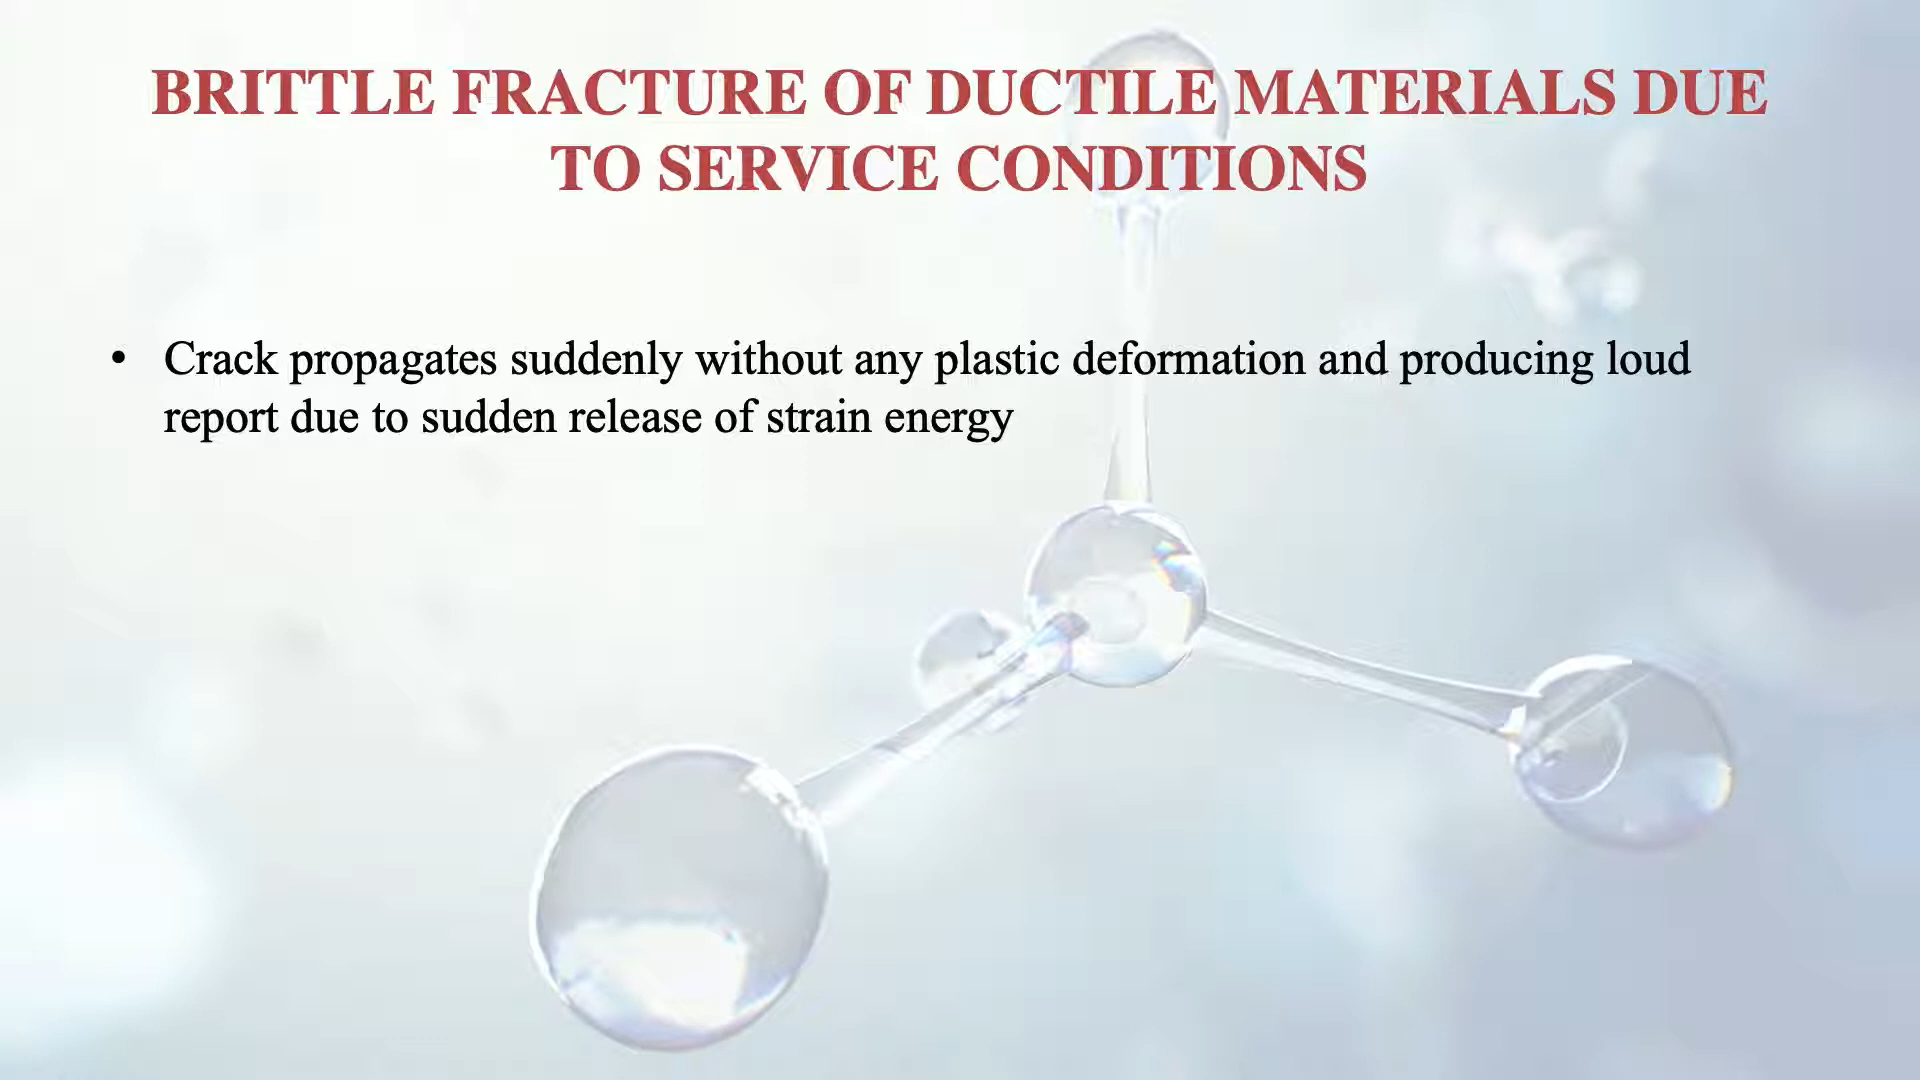 BRITTLE FRACTURE OF DUCTILE MATERIALS DUE
TO SERVICE CONDITIONS
• Crack propagates suddenly without any plastic deformation and producing loud
report due to sudden release of strain energy